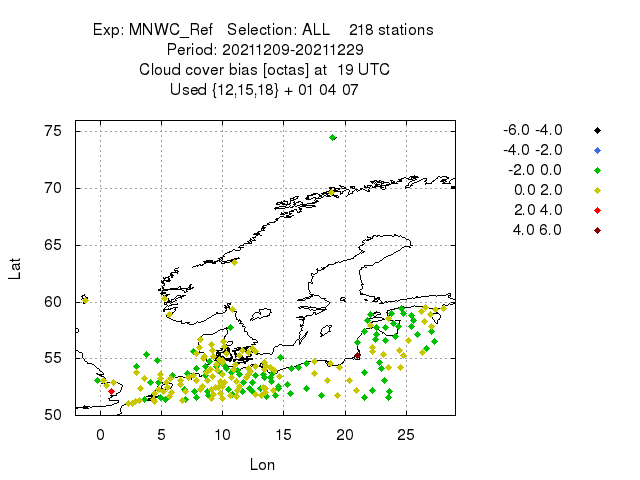 Exp: MNWC_Ref Selection: ALL 218 stations
Period: 20211209-20211229
Cloud cover bias [octas] at 19 UTC
Used {12,15,18} + 01 04 07
75
70
65
60
55
50
Lat
0 5 10 15 20 25
Lon
-6.0 -4.0
-4.0 -2.0
-2.0 0.0
0.0 2.0
2.0 4.0
4.0 6.0